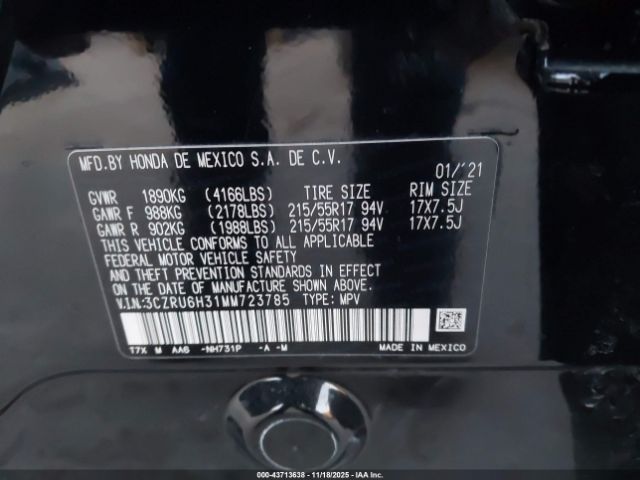 MFD.BY HONDA DE MEXICO S.A. DE C.V.
01/'21
GVWR 1890KG (4166LBS) TIRE SIZE RIM SIZE
GAWR F 988KG (2178LBS) 215/55R17 94V 17X7.5J
GAWR R 902KG (1988LBS) 215/55R17 94V 17X7.5J
THIS VEHICLE CONFORMS TO ALL APPLICABLE
FEDERAL MOTOR VEHICLE SAFETY
AND THEFT PREVENTION STANDARDS
IN EFFECT ON THE DATE OF MANUFACTURE
SHOWN ABOVE.
V.I.N.:3CZRU6H31MM723785 TYPE: MPV
T7X M AA6 -NH731P -A -M MADE IN MEXICO
000-43713638 - 11/18/2025 - IAA Inc.